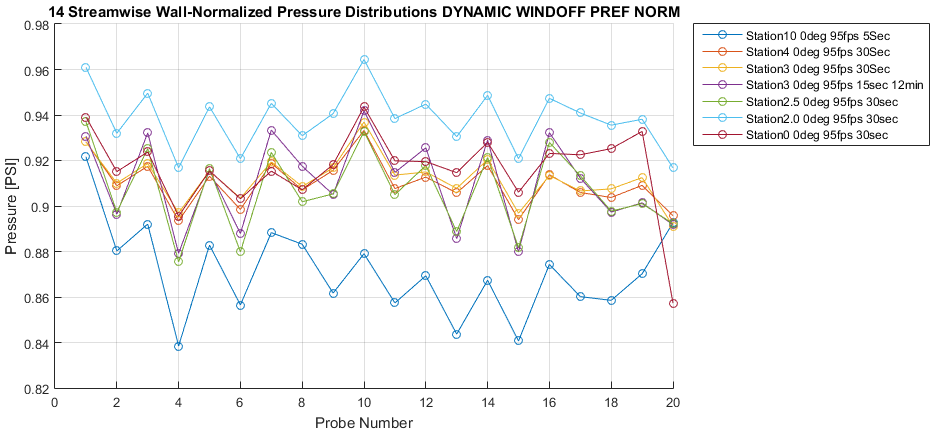 14 Streamwise Wall-Normalized Pressure Distributions DYNAMIC WINDOFF PREF NORM
0.98
0.96
0.94
0.92
0.9
0.88
0.86
0.84
0.82
Pressure [PSI]
0 2 4 6 8 10 12 14 16 18 20
Probe Number
Station10 0deg 95fps 5Sec
Station4 0deg 95fps 30Sec
Station3 0deg 95fps 30Sec
Station3 0deg 95fps 15sec 12min
Station2.5 0deg 95fps 30sec
Station2.0 0deg 95fps 30sec
Station0 0deg 95fps 30sec